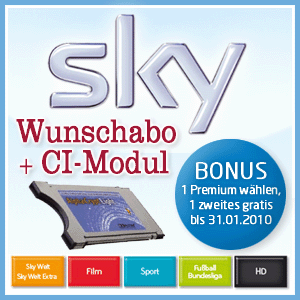 sky
Wunschabo
+ CI-Modul
BONUS
1 Premium wählen,
1 zweites gratis
bis 31.01.2010
Sky Welt
Sky Welt Extra
Film
Sport
Fußball
Bundesliga
HD